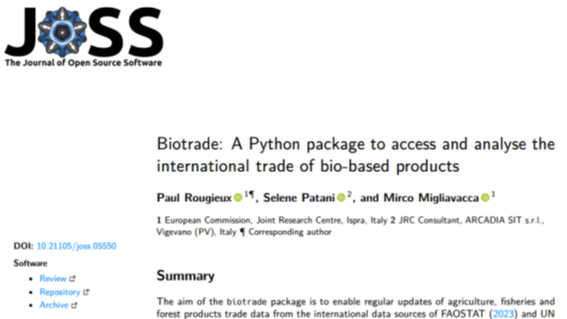 JOSS
The Journal of Open Source Software
Biotrade: A Python package to access and analyse the
international trade of bio-based products
Paul Rougieux 1¶, Selene Patani 2, and Mirco Migliavacca 1
1 European Commission, Joint Research Centre, Ispra, Italy 2 JRC Consultant, ARCADIA SIT s.r.l.,
Vigevano (PV), Italy ¶ Corresponding author
DOI: 10.21105/joss.05550
Software
• Review
• Repository
• Archive
Summary
The aim of the biotrade package is to enable regular updates of agriculture, fisheries and
forest products trade data from the international data sources of FAOSTAT (2023) and UN